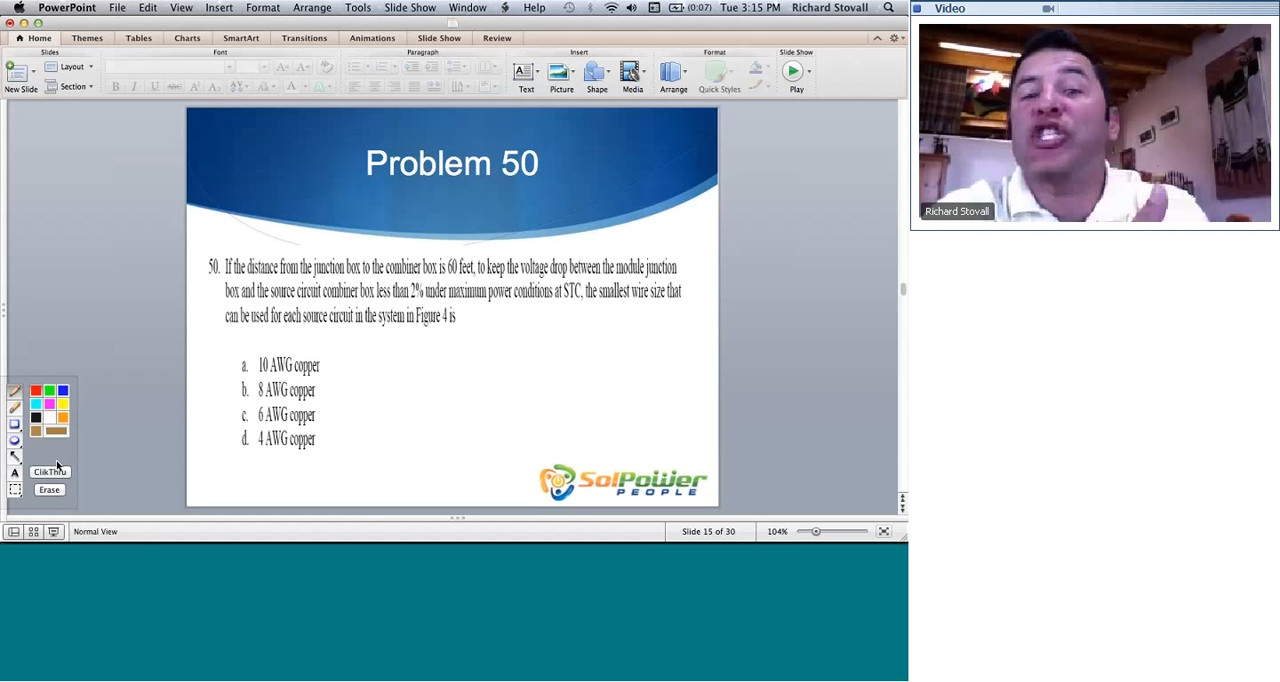 PowerPoint File Edit View Insert Format Arrange Tools Slide Show Window Help (0:07) Tue 3:15 PM Richard Stovall
Home Themes Tables Charts SmartArt Transitions Animations Slide Show Review
Slides Font Paragraph Insert Format Slide Show
Layout
Section
New Slide Text Picture Shape Media Arrange Quick Styles Play
Problem 50
50. If the distance from the junction box to the combiner box is 60 feet, to keep the voltage drop between the module junction
box and the source circuit combiner box less than 2% under maximum power conditions at STC, the smallest wire size that
can be used for each source circuit in the system in Figure 4 is
a. 10 AWG copper
b. 8 AWG copper
c. 6 AWG copper
d. 4 AWG copper
SolPower
PEOPLE
ClikThru
Erase
Normal View Slide 15 of 30 104%
Video
Richard Stovall